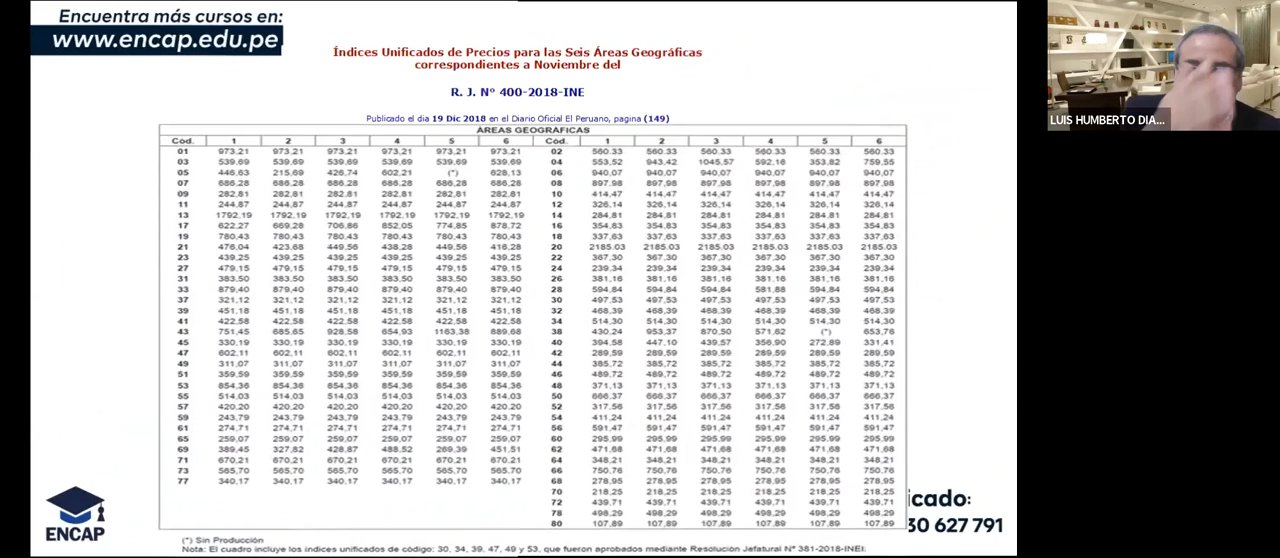 Encuentra más cursos en:
www.encap.edu.pe
Índices Unificados de Precios para las Seis Áreas Geográficas
correspondientes a Noviembre del
R. J. Nº 400-2018-INE
Publicado el dia 19 Dic 2018 en el Diario Oficial El Peruano, pagina (149)
ÁREAS GEOGRÁFICAS
Cód. 1 2 3 4 5 6 Cód. 1 2 3 4 5 6
01 973,21 973,21 973,21 973,21 973,21 973,21 02 560.33 560.33 560.33 560.33 560.33 560.33
03 539,69 539,69 539,69 539,69 539,69 539,69 04 553,52 943,42 1045,57 592,16 353,82 759,55
05 446,63 215,69 426,74 602,21 (*) 628,13 06 940,07 940,07 940,07 940,07 940,07 940,07
07 686,28 686,28 686,28 686,28 686,28 686,28 08 897,98 897,98 897,98 897,98 897,98 897,98
09 282,81 282,81 282,81 282,81 282,81 282,81 10 414,47 414,47 414,47 414,47 414,47 414,47
11 244,87 244,87 244,87 244,87 244,87 244,87 12 326,14 326,14 326,14 326,14 326,14 326,14
13 1792,19 1792,19 1792,19 1792,19 1792,19 1792,19 14 284,81 284,81 284,81 284,81 284,81 284,81
17 622,27 669,28 706,86 852,05 774,85 878,72 16 354,83 354,83 354,83 354,83 354,83 354,83
19 780,43 780,43 780,43 780,43 780,43 780,43 18 337,63 337,63 337,63 337,63 337,63 337,63
21 476,04 423,68 449,56 438,28 449,56 416,28 20 2185.03 2185.03 2185.03 2185.03 2185.03 2185.03
23 439,25 439,25 439,25 439,25 439,25 439,25 22 367,30 367,30 367,30 367,30 367,30 367,30
27 479,15 479,15 479,15 479,15 479,15 479,15 24 239,34 239,34 239,34 239,34 239,34 239,34
31 383,50 383,50 383,50 383,50 383,50 383,50 26 381,16 381,16 381,16 381,16 381,16 381,16
33 879,40 879,40 879,40 879,40 879,40 879,40 28 594,84 594,84 594,84 581,88 594,84 594,84
37 321,12 321,12 321,12 321,12 321,12 321,12 30 497,53 497,53 497,53 497,53 497,53 497,53
39 451,18 451,18 451,18 451,18 451,18 451,18 32 468,39 468,39 468,39 468,39 468,39 468,39
41 422,58 422,58 422,58 422,58 422,58 422,58 34 514,30 514,30 514,30 514,30 514,30 514,30
43 751,45 685,65 928,58 654,93 1163,38 889,68 38 430,24 953,37 870,50 571,62 (*) 653,76
45 330,19 330,19 330,19 330,19 330,19 330,19 40 394,58 447,10 439,57 356,90 272,89 331,41
47 602,11 602,11 602,11 602,11 602,11 602,11 42 289,59 289,59 289,59 289,59 289,59 289,59
49 311,07 311,07 311,07 311,07 311,07 311,07 44 385,72 385,72 385,72 385,72 385,72 385,72
51 359,59 359,59 359,59 359,59 359,59 359,59 46 489,72 489,72 489,72 489,72 489,72 489,72
53 854,36 854,36 854,36 854,36 854,36 854,36 48 371,13 371,13 371,13 371,13 371,13 371,13
55 514,03 514,03 514,03 514,03 514,03 514,03 50 666,37 666,37 666,37 666,37 666,37 666,37
57 420,20 420,20 420,20 420,20 420,20 420,20 52 317,56 317,56 317,56 317,56 317,56 317,56
59 243,79 243,79 243,79 243,79 243,79 243,79 54 411,24 411,24 411,24 411,24 411,24 411,24
61 274,71 274,71 274,71 274,71 274,71 274,71 56 591,47 591,47 591,47 591,47 591,47 591,47
65 259,07 259,07 259,07 259,07 259,07 259,07 60 295,99 295,99 295,99 295,99 295,99 295,99
69 389,45 327,82 428,87 488,52 269,39 451,51 62 471,68 471,68 471,68 471,68 471,68 471,68
71 670,21 670,21 670,21 670,21 670,21 670,21 64 348,21 348,21 348,21 348,21 348,21 348,21
73 565,70 565,70 565,70 565,70 565,70 565,70 66 750,76 750,76 750,76 750,76 750,76 750,76
77 340,17 340,17 340,17 340,17 340,17 340,17 68 278,95 278,95 278,95 278,95 278,95 278,95
70 218,25 218,25 218,25 218,25 218,25 218,25
72 439,71 439,71 439,71 439,71 439,71 439,71
78 498,29 498,29 498,29 498,29 498,29 498,29
80 107,89 107,89 107,89 107,89 107,89 107,89
(*) Sin Producción
Nota: El cuadro incluye los índices unificados de código: 30, 34, 39, 47, 49 y 53, que fueron aprobados mediante Resolución Jefatural Nº 381-2018-INEI.
ENCAP
icado:
30 627 791
LUIS HUMBERTO DIA...